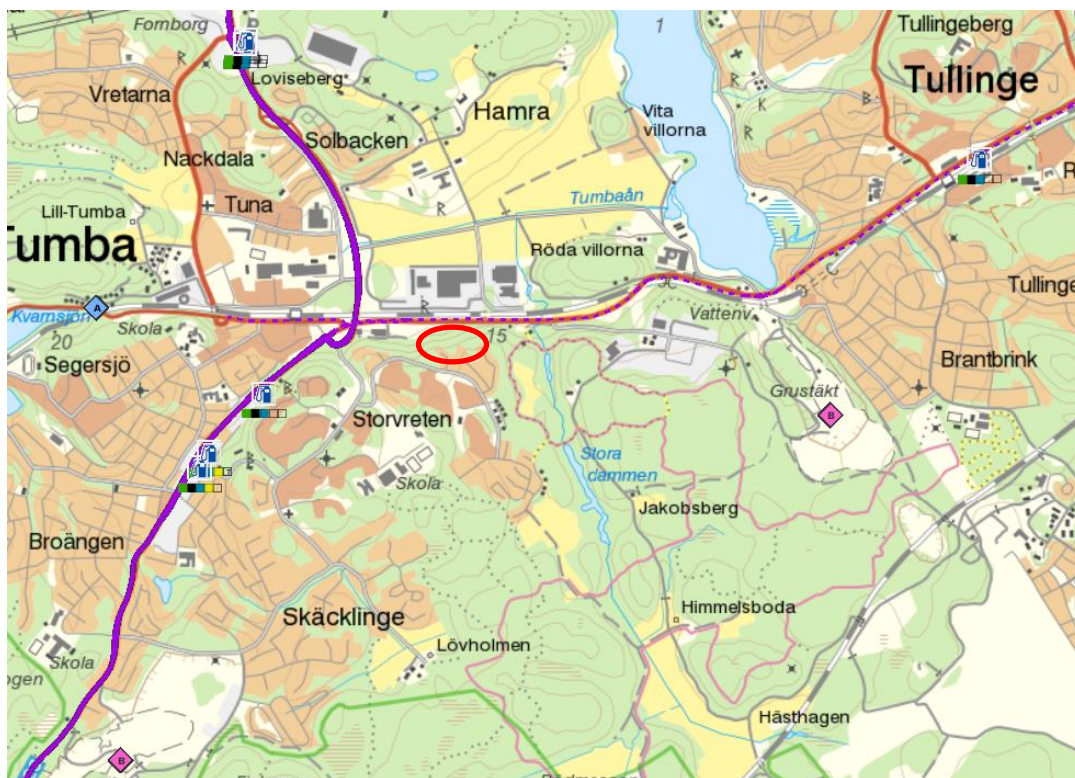 Fornborg
Loviseberg
Vretarna
Solbacken
Hamra
1
Tullingeberg
Tullinge
Vita
villorna
Nackdala
Tuna
Lill-Tumba
Tumba
Tumbaån
Röda villorna
A
Kvarnsjön
Skola
20
Segersjö
15
Vattenv.
Tullinge
Brantbrink
Grustäkt
B
Storvreten
Skola
Stora
dammen
Jakobsberg
Broängen
Skäcklinge
Himmelsboda
Lövholmen
Skola
ogen
Hästhagen
B